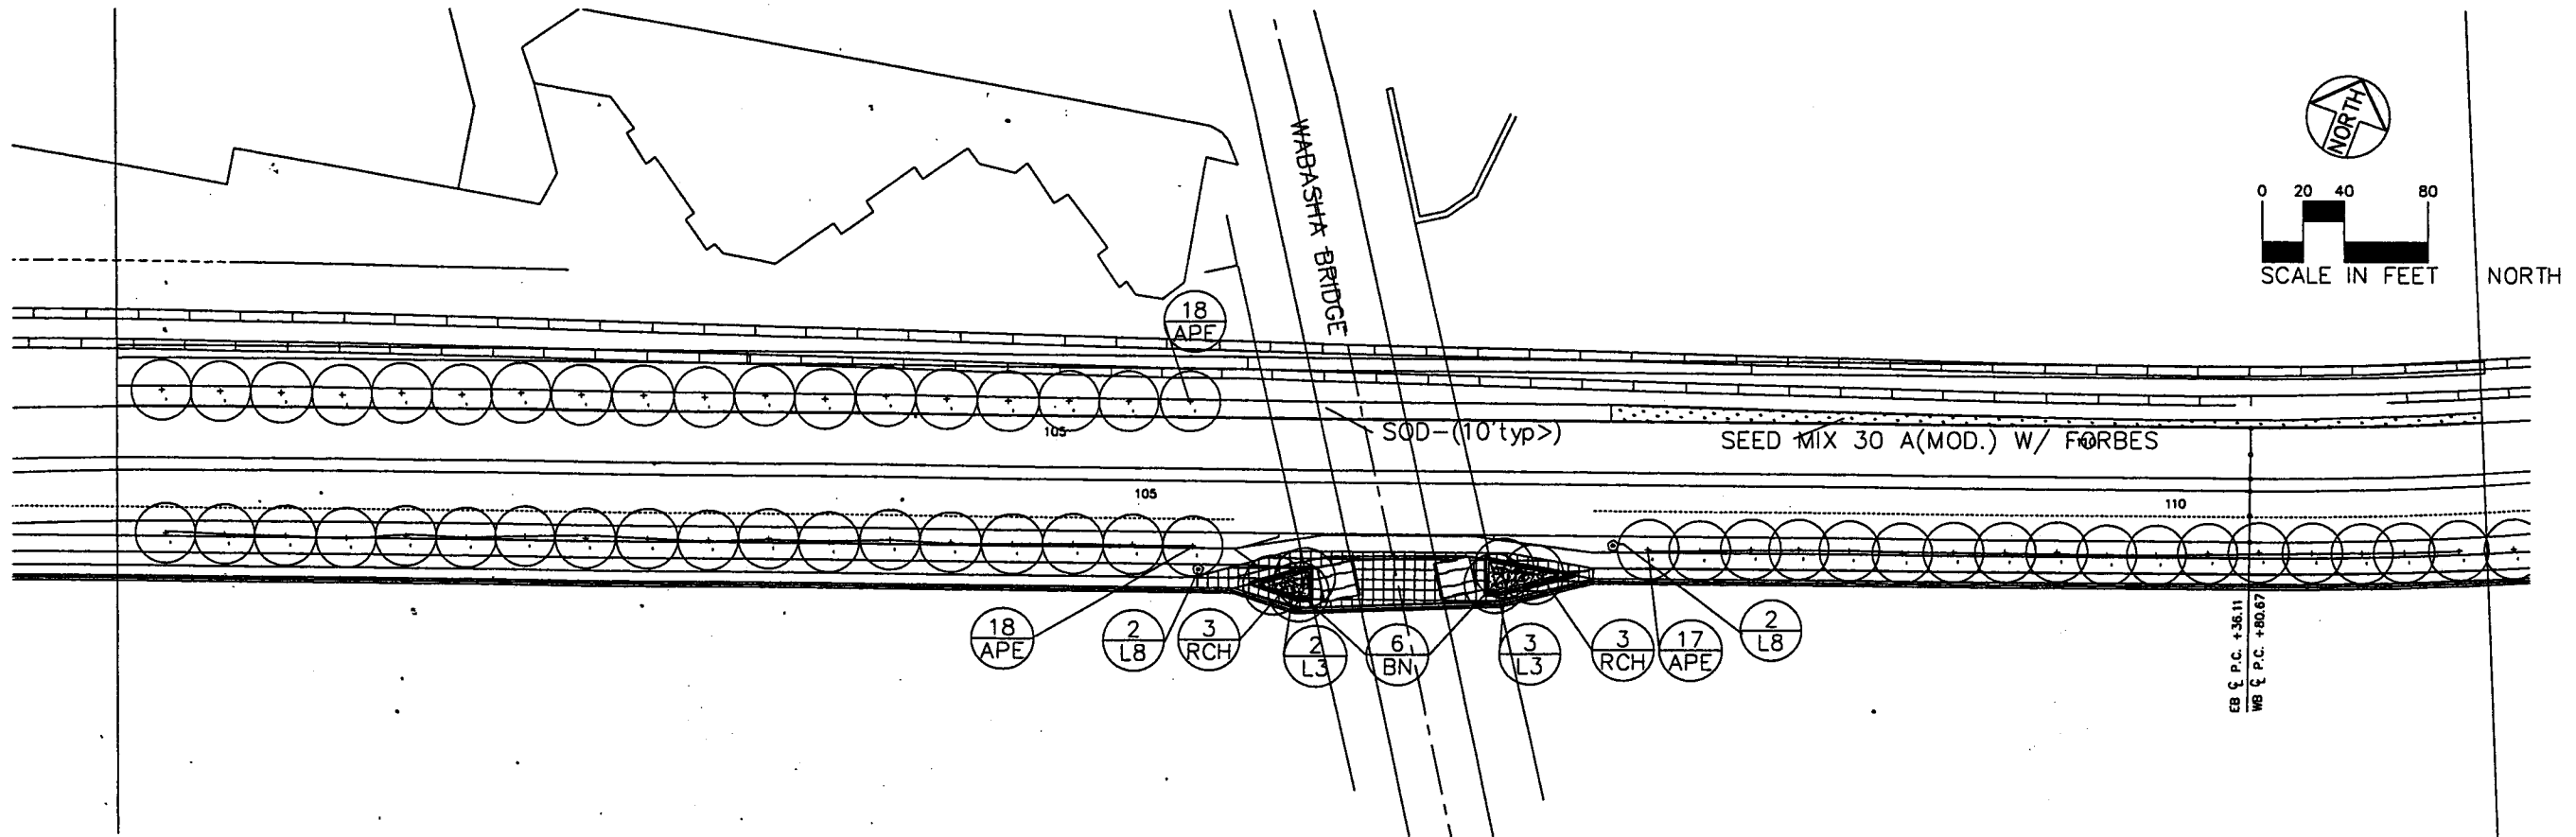 WABASHA BRIDGE
NORTH
0 20 40 80
SCALE IN FEET
NORTH
18
APE
105
SOD-(10'typ>)
SEED MIX 30 A(MOD.) W/ FORBES
110
105
110
18
APE
2
L8
3
RCH
2
L3
6
BN
3
L3
3
RCH
17
APE
2
L8
EB ℄ P.C. +36.11
WB ℄ P.C. +80.67